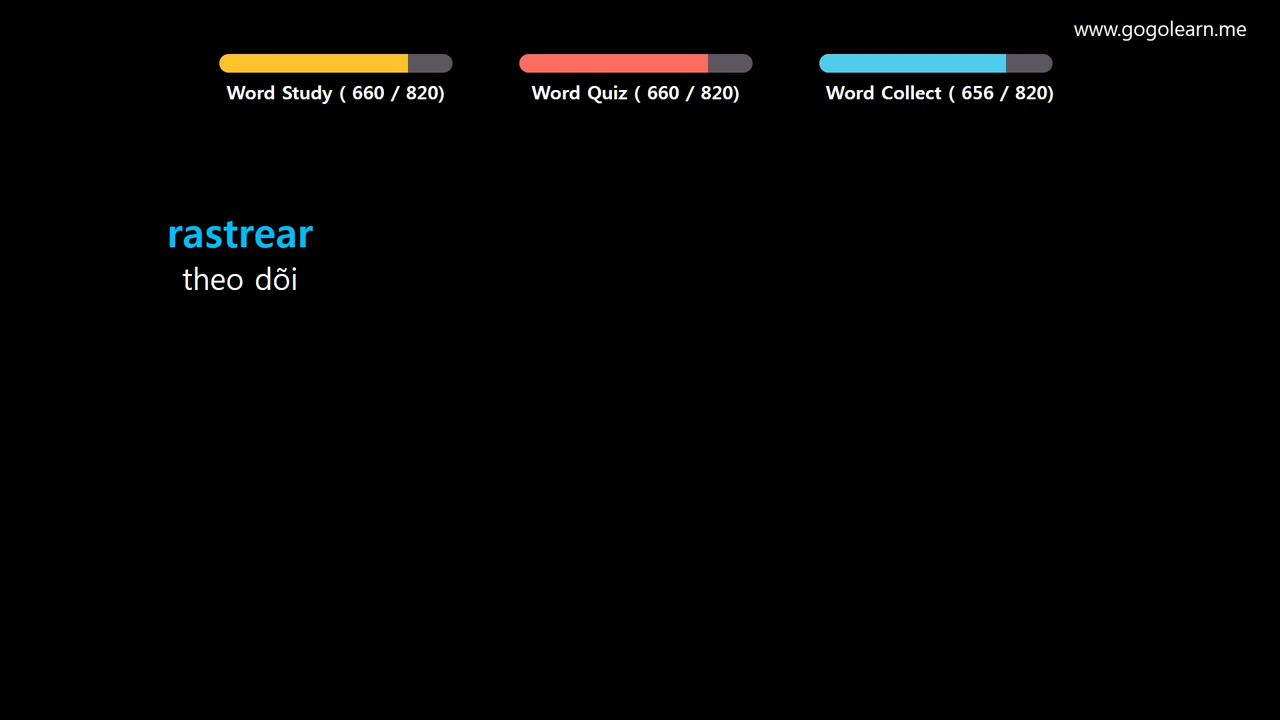 www.gogolearn.me
Word Study ( 660 / 820)
Word Quiz ( 660 / 820)
Word Collect ( 656 / 820)
rastrear
theo dõi